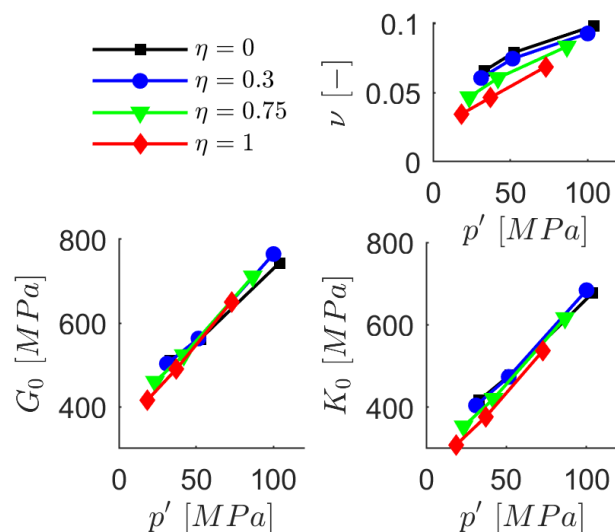 η = 0
η = 0.3
η = 0.75
η = 1
0.1
0.05
0
ν [−]
0 50 100
p′ [MPa]
800
600
400
G₀ [MPa]
0 50 100
p′ [MPa]
800
600
400
K₀ [MPa]
0 50 100
p′ [MPa]